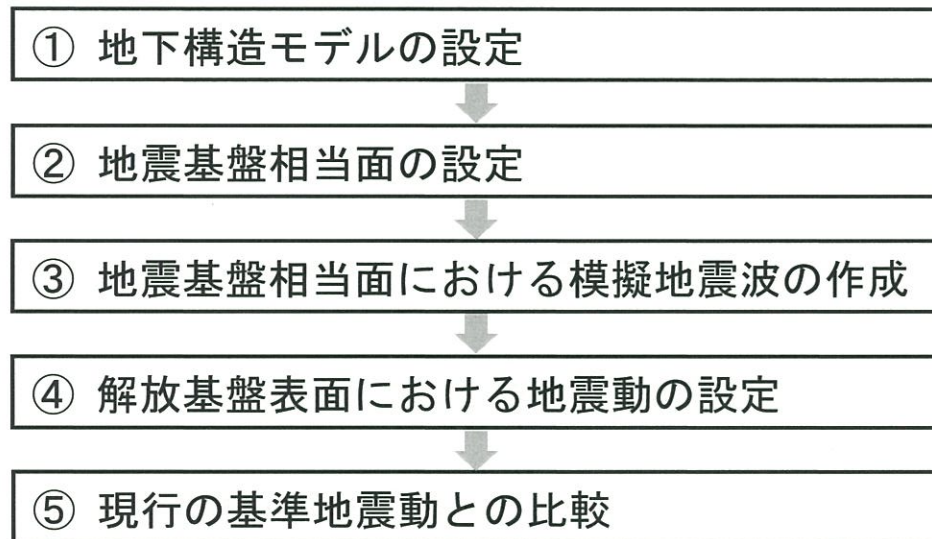 ① 地下構造モデルの設定
② 地震基盤相当面の設定
③ 地震基盤相当面における模擬地震波の作成
④ 解放基盤表面における地震動の設定
⑤ 現行の基準地震動との比較